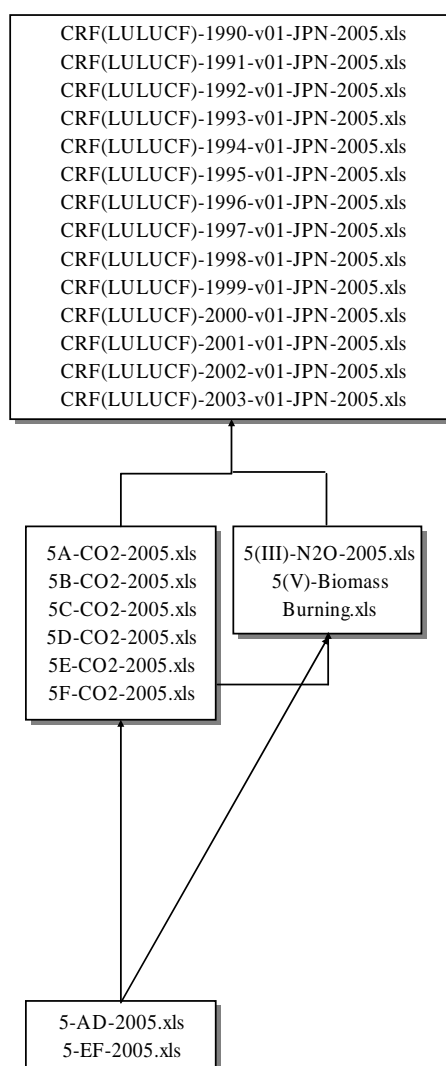 CRF(LULUCF)-1990-v01-JPN-2005.xls
CRF(LULUCF)-1991-v01-JPN-2005.xls
CRF(LULUCF)-1992-v01-JPN-2005.xls
CRF(LULUCF)-1993-v01-JPN-2005.xls
CRF(LULUCF)-1994-v01-JPN-2005.xls
CRF(LULUCF)-1995-v01-JPN-2005.xls
CRF(LULUCF)-1996-v01-JPN-2005.xls
CRF(LULUCF)-1997-v01-JPN-2005.xls
CRF(LULUCF)-1998-v01-JPN-2005.xls
CRF(LULUCF)-1999-v01-JPN-2005.xls
CRF(LULUCF)-2000-v01-JPN-2005.xls
CRF(LULUCF)-2001-v01-JPN-2005.xls
CRF(LULUCF)-2002-v01-JPN-2005.xls
CRF(LULUCF)-2003-v01-JPN-2005.xls
5A-CO2-2005.xls
5B-CO2-2005.xls
5C-CO2-2005.xls
5D-CO2-2005.xls
5E-CO2-2005.xls
5F-CO2-2005.xls
5(III)-N2O-2005.xls
5(V)-Biomass
Burning.xls
5-AD-2005.xls
5-EF-2005.xls